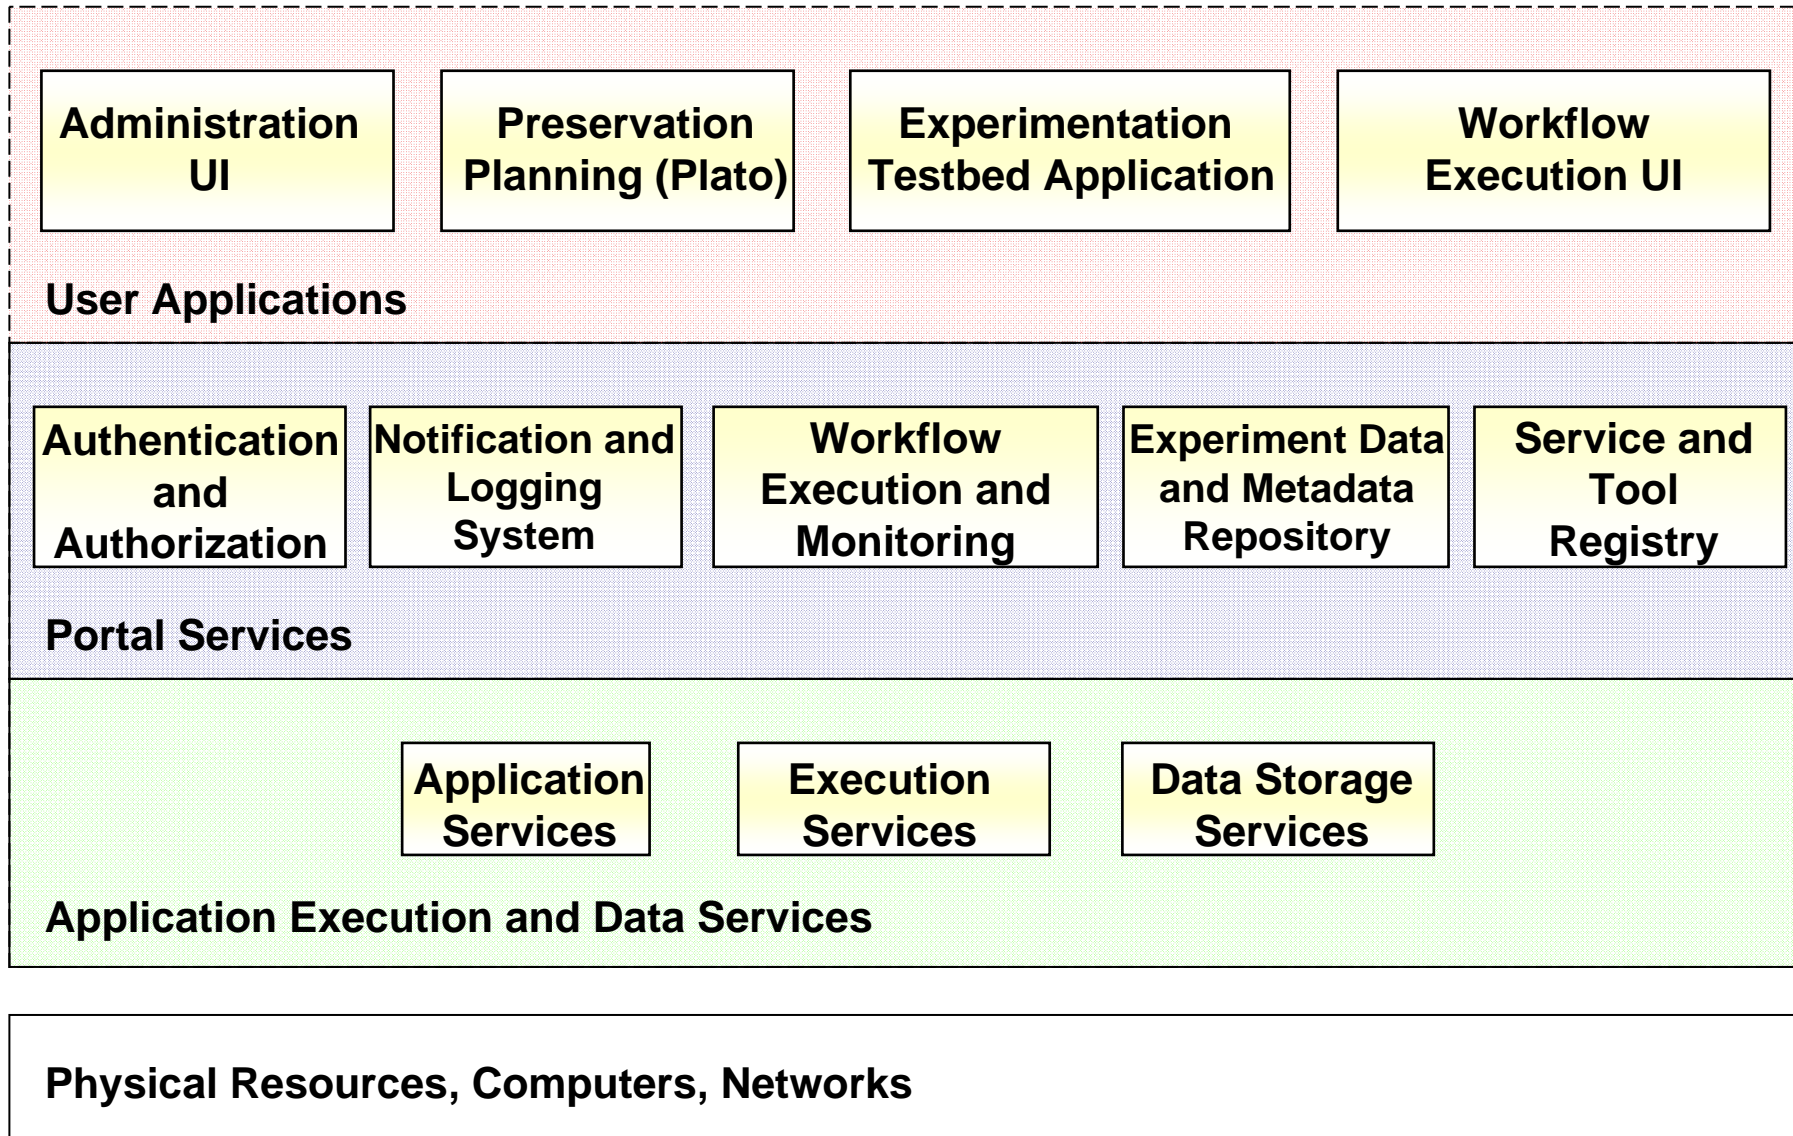 Administration
UI
Preservation
Planning (Plato)
Experimentation
Testbed Application
Workflow
Execution UI
User Applications
Authentication
and
Authorization
Notification and
Logging
System
Workflow
Execution and
Monitoring
Experiment Data
and Metadata
Repository
Service and
Tool
Registry
Portal Services
Application
Services
Execution
Services
Data Storage
Services
Application Execution and Data Services
Physical Resources, Computers, Networks